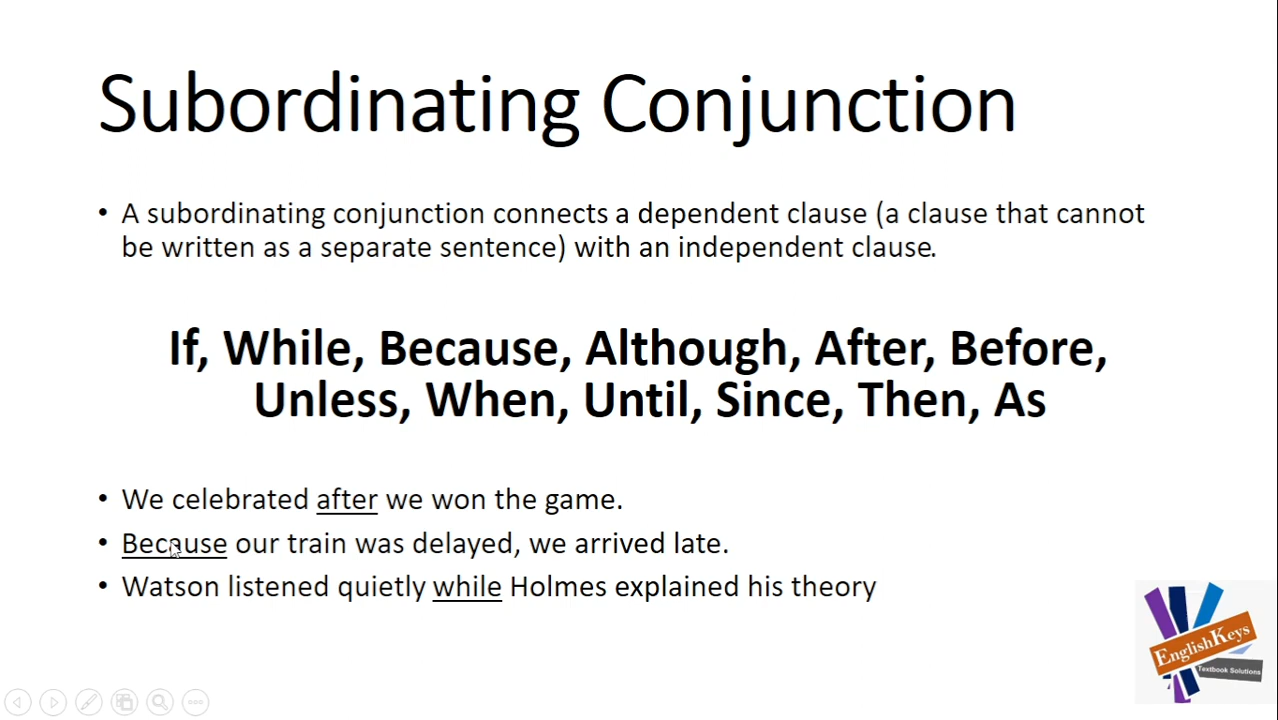 Subordinating Conjunction
• A subordinating conjunction connects a dependent clause (a clause that cannot
be written as a separate sentence) with an independent clause.
If, While, Because, Although, After, Before,
Unless, When, Until, Since, Then, As
• We celebrated after we won the game.
• Because our train was delayed, we arrived late.
• Watson listened quietly while Holmes explained his theory
EnglishKeys
Textbook Solutions